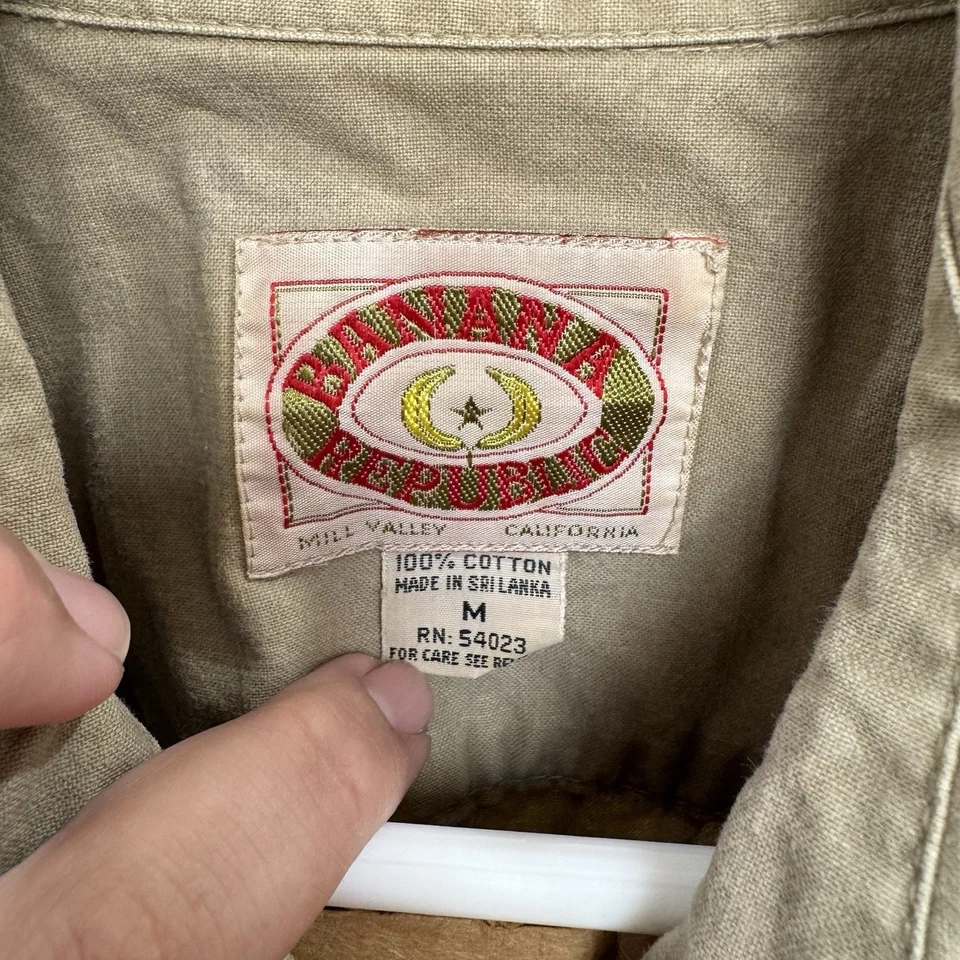 BANANA
REPUBLIC
MILL VALLEY CALIFORNIA
100% COTTON
MADE IN SRI LANKA
M
RN: 54023
FOR CARE SEE